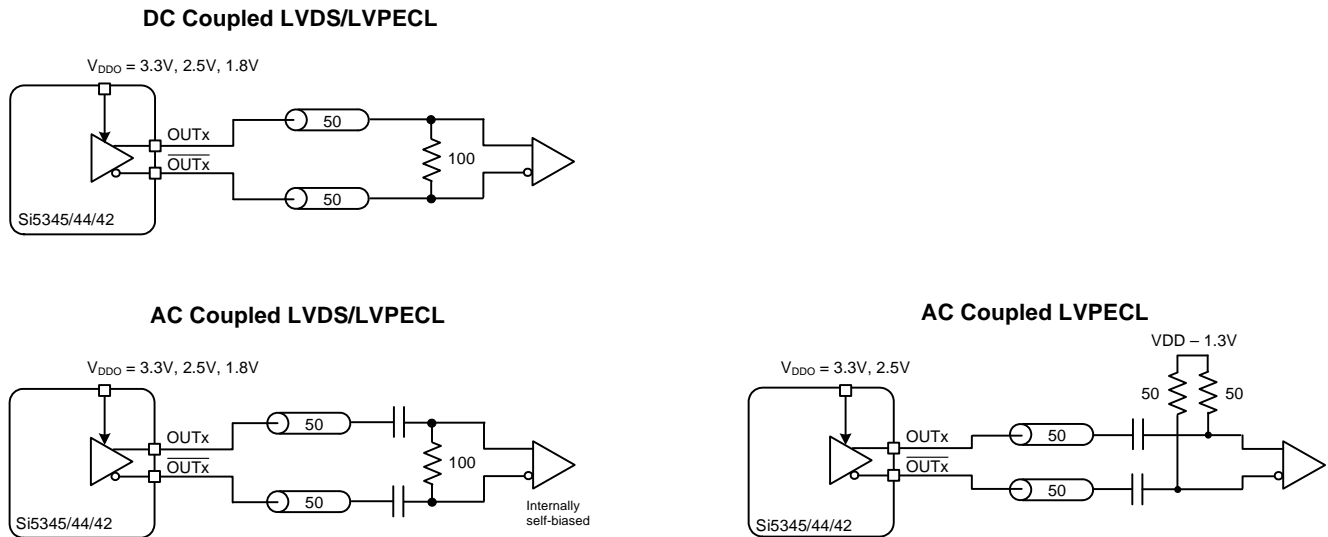 DC Coupled LVDS/LVPECL
VDDO = 3.3V, 2.5V, 1.8V
OUTx
50
100
OUTx
50
Si5345/44/42
AC Coupled LVDS/LVPECL
VDDO = 3.3V, 2.5V, 1.8V
OUTx
50
100
OUTx
50
Internally
self-biased
Si5345/44/42
AC Coupled LVPECL
VDD – 1.3V
VDDO = 3.3V, 2.5V
50
50
OUTx
50
OUTx
50
Si5345/44/42